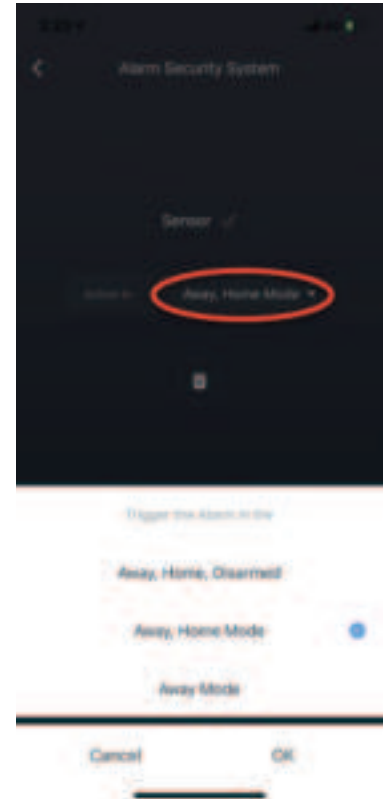 Alarm Security System
Sensor
Away, Home Mode
Trigger the Alarm in the
Away, Home, Disarmed
Away, Home Mode
Away Mode
Cancel OK